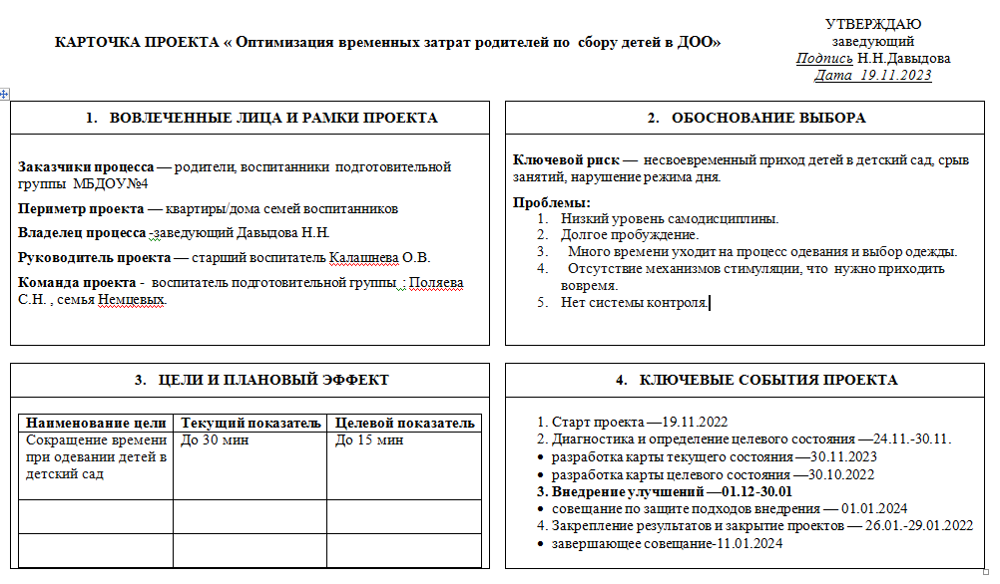 КАРТОЧКА ПРОЕКТА « Оптимизация временных затрат родителей по сбору детей в ДОО»
УТВЕРЖДАЮ
заведующий
Подпись Н.Н.Давыдова
Дата 19.11.2023
1. ВОВЛЕЧЕННЫЕ ЛИЦА И РАМКИ ПРОЕКТА
Заказчики процесса — родители, воспитанники подготовительной
группы МБДОУ№4
Периметр проекта — квартиры/дома семей воспитанников
Владелец процесса -заведующий Давыдова Н.Н.
Руководитель проекта — старший воспитатель Калашнева О.В.
Команда проекта - воспитатель подготовительной группы : Поляева
С.Н. , семья Немцевых.
2. ОБОСНОВАНИЕ ВЫБОРА
Ключевой риск — несвоевременный приход детей в детский сад, срыв
занятий, нарушение режима дня.
Проблемы:
1. Низкий уровень самодисциплины.
2. Долгое пробуждение.
3. Много времени уходит на процесс одевания и выбор одежды.
4. Отсутствие механизмов стимуляции, что нужно приходить
вовремя.
5. Нет системы контроля.
3. ЦЕЛИ И ПЛАНОВЫЙ ЭФФЕКТ
Наименование цели Текущий показатель Целевой показатель
Сокращение времени До 30 мин До 15 мин
при одевании детей в
детский сад
4. КЛЮЧЕВЫЕ СОБЫТИЯ ПРОЕКТА
1. Старт проекта —19.11.2022
2. Диагностика и определение целевого состояния —24.11.-30.11.
• разработка карты текущего состояния —30.11.2023
• разработка карты целевого состояния —30.10.2022
3. Внедрение улучшений —01.12-30.01
• совещание по защите подходов внедрения — 01.01.2024
4. Закрепление результатов и закрытие проектов — 26.01.-29.01.2022
• завершающее совещание-11.01.2024